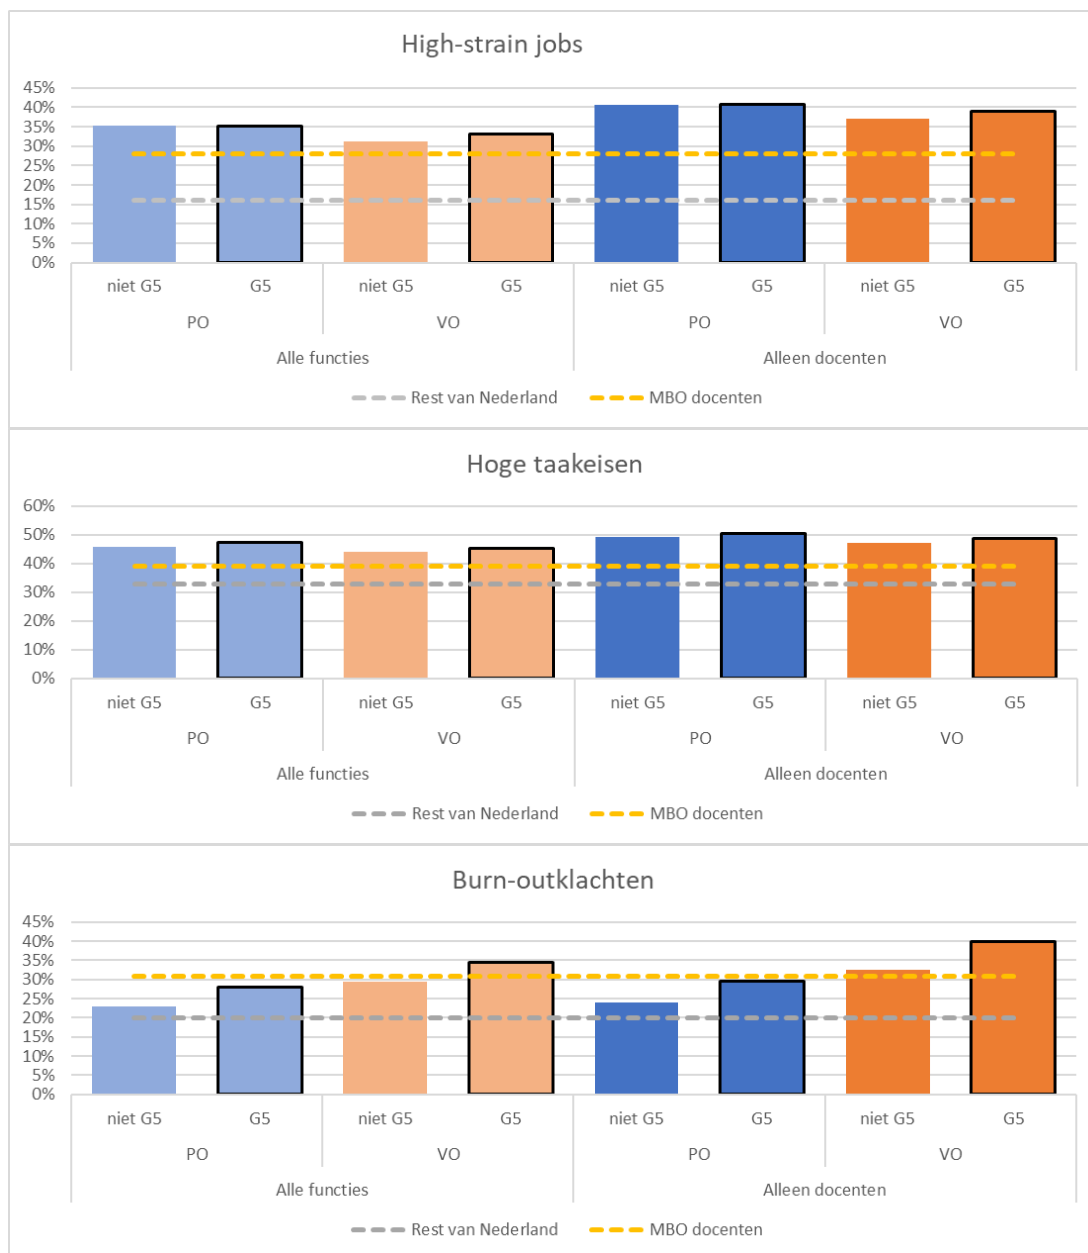 High-strain jobs
45%
40%
35%
30%
25%
20%
15%
10%
5%
0%
niet G5 G5 niet G5 G5 niet G5 G5 niet G5 G5
PO VO PO VO
Alle functies Alleen docenten
Rest van Nederland MBO docenten
Hoge taakeisen
60%
50%
40%
30%
20%
10%
0%
niet G5 G5 niet G5 G5 niet G5 G5 niet G5 G5
PO VO PO VO
Alle functies Alleen docenten
Rest van Nederland MBO docenten
Burn-outklachten
45%
40%
35%
30%
25%
20%
15%
10%
5%
0%
niet G5 G5 niet G5 G5 niet G5 G5 niet G5 G5
PO VO PO VO
Alle functies Alleen docenten
Rest van Nederland MBO docenten